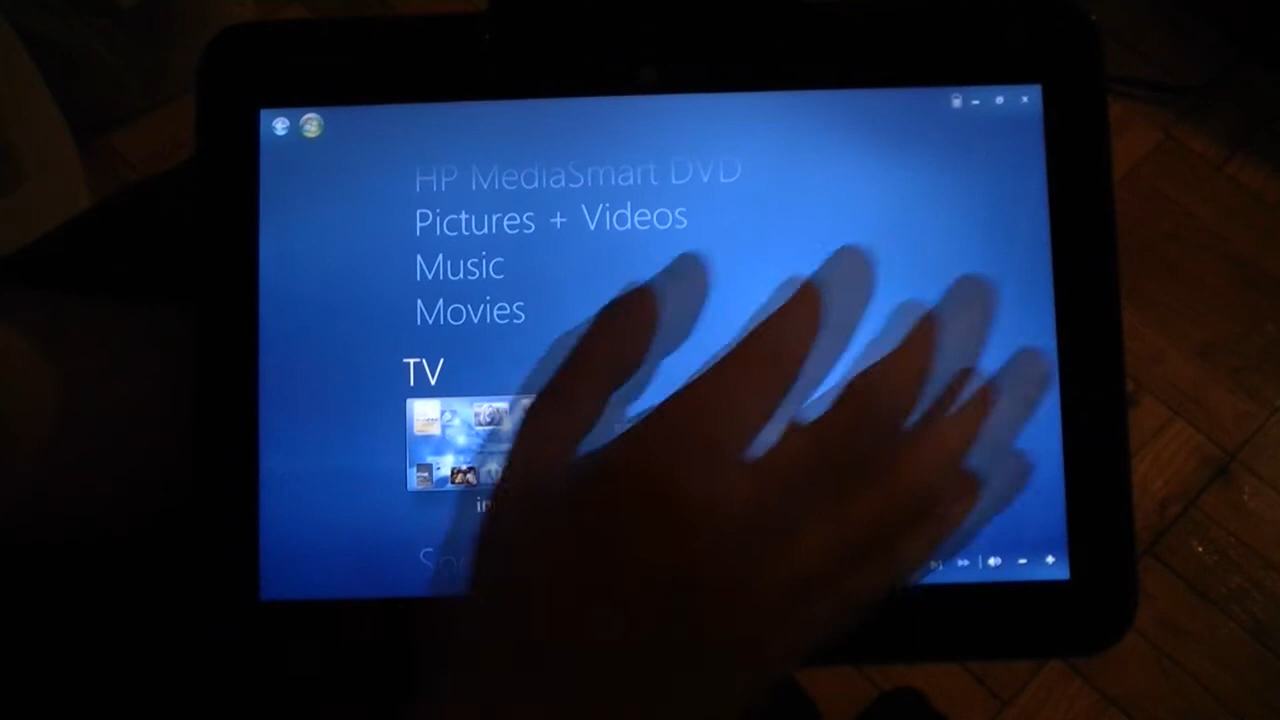 HP MediaSmart DVD
Pictures + Videos
Music
Movies
TV